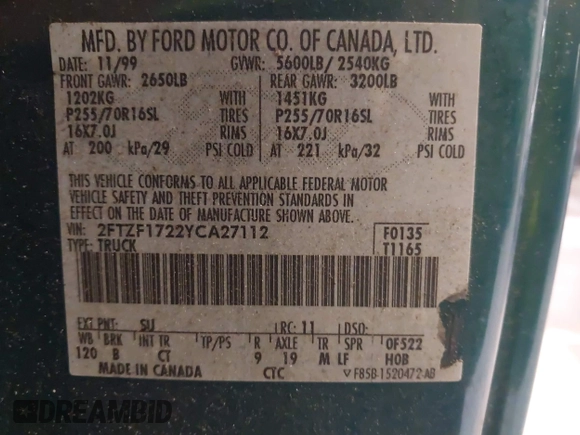 MFD. BY FORD MOTOR CO. OF CANADA, LTD.
DATE: 11/99 GVWR: 5600LB/ 2540KG
FRONT GAWR: 2650LB REAR GAWR: 3200LB
1202KG WITH 1451KG WITH
P255/70R16SL TIRES P255/70R16SL TIRES
16X7.0J RIMS 16X7.0J RIMS
AT 200 kPa/29 PSI COLD AT 221 kPa/32 PSI COLD
THIS VEHICLE CONFORMS TO ALL APPLICABLE FEDERAL MOTOR
VEHICLE SAFETY AND THEFT PREVENTION STANDARDS IN
EFFECT ON THE DATE OF MANUFACTURE SHOWN ABOVE.
VIN: 2FTZF1722YCA27112 F0135
TYPE: TRUCK T1165
EXT PNT: SU RC: 11 DSO:
WB BRK INT TR TP/PS R AXLE TR SPR OF522
120 B CT 9 19 M LF HOB
MADE IN CANADA CTC F85B-1520472-AB
DREAMBID